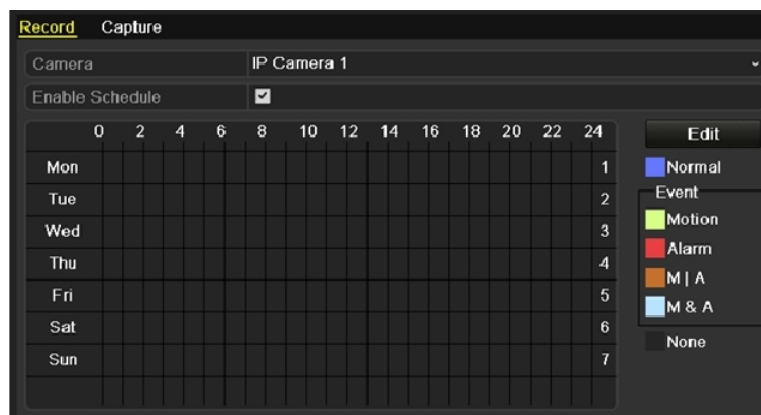 Record Capture
Camera IP Camera 1
Enable Schedule
0 2 4 6 8 10 12 14 16 18 20 22 24 Edit
Mon 1 Normal
Tue 2 Event
Motion
Wed 3
Alarm
Thu 4
M | A
Fri 5
M & A
Sat 6
None
Sun 7